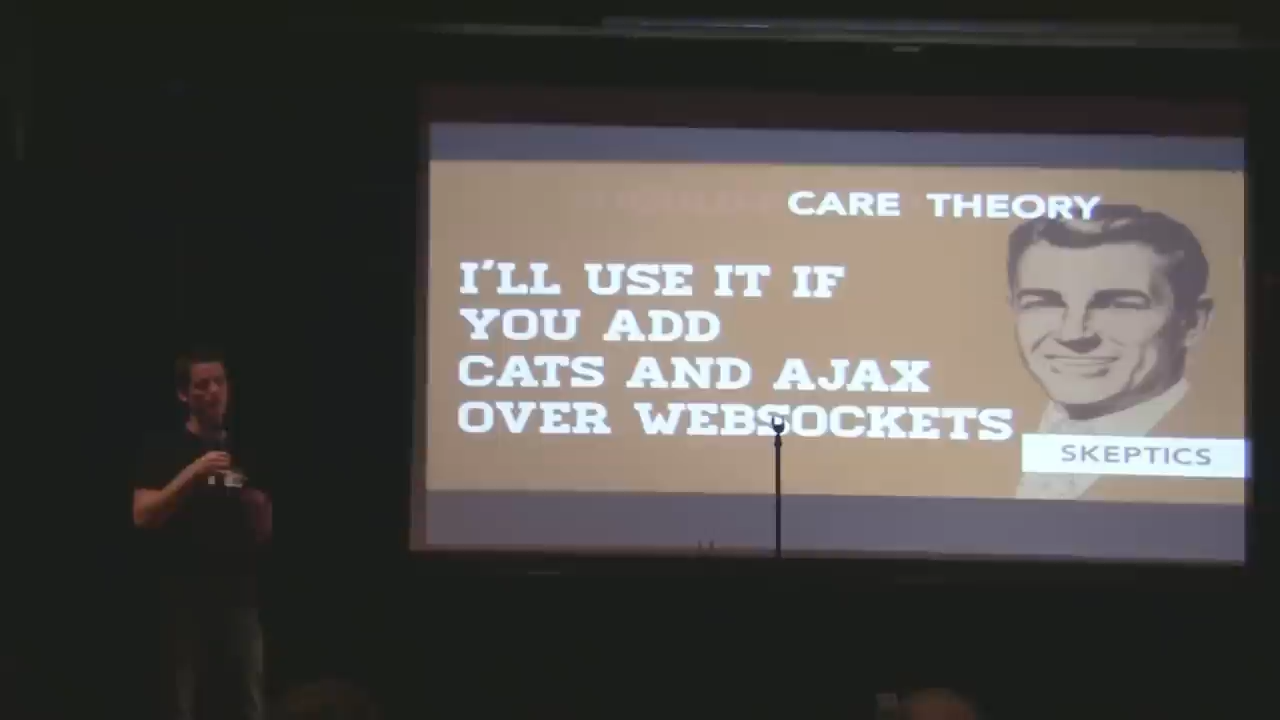 CARE THEORY
I'LL USE IT IF
YOU ADD
CATS AND AJAX
OVER WEBSOCKETS
SKEPTICS